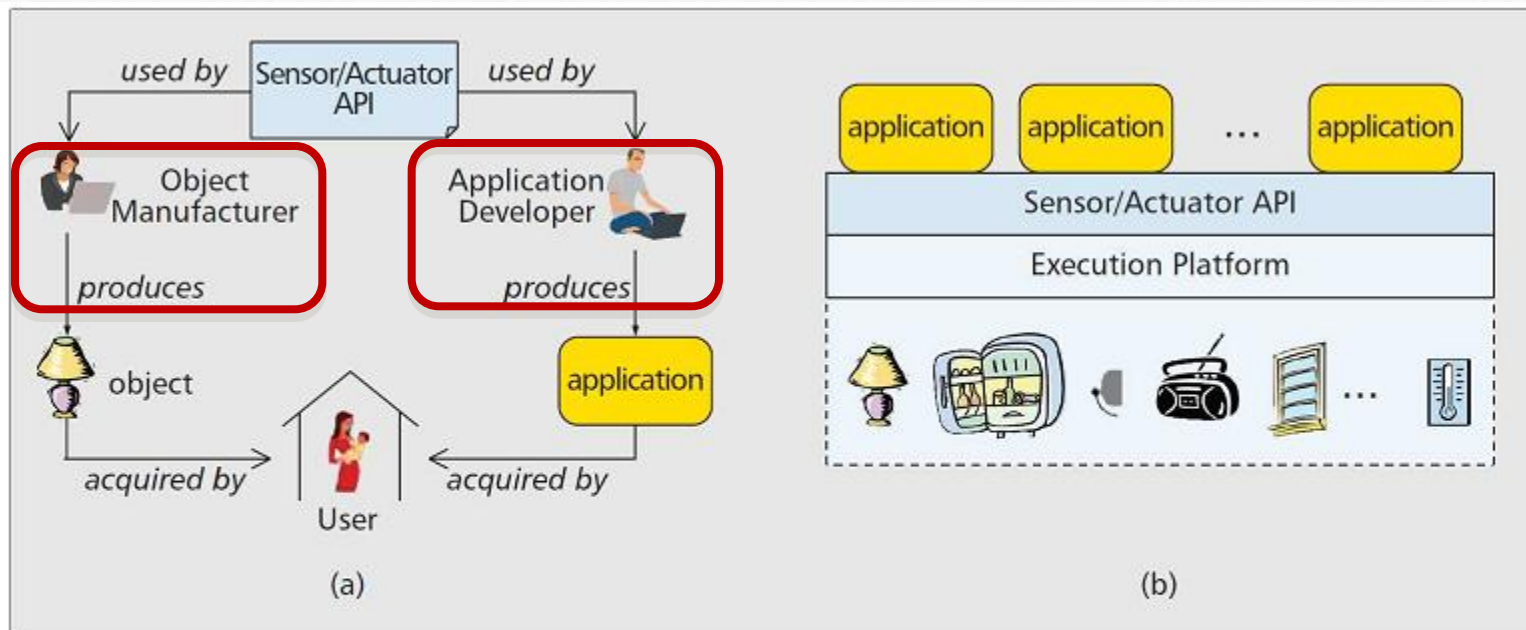 used by
Sensor/Actuator
API
used by
Object
Manufacturer
Application
Developer
produces
produces
object
application
acquired by
acquired by
User
(a)
application
application
...
application
Sensor/Actuator API
Execution Platform
...
(b)